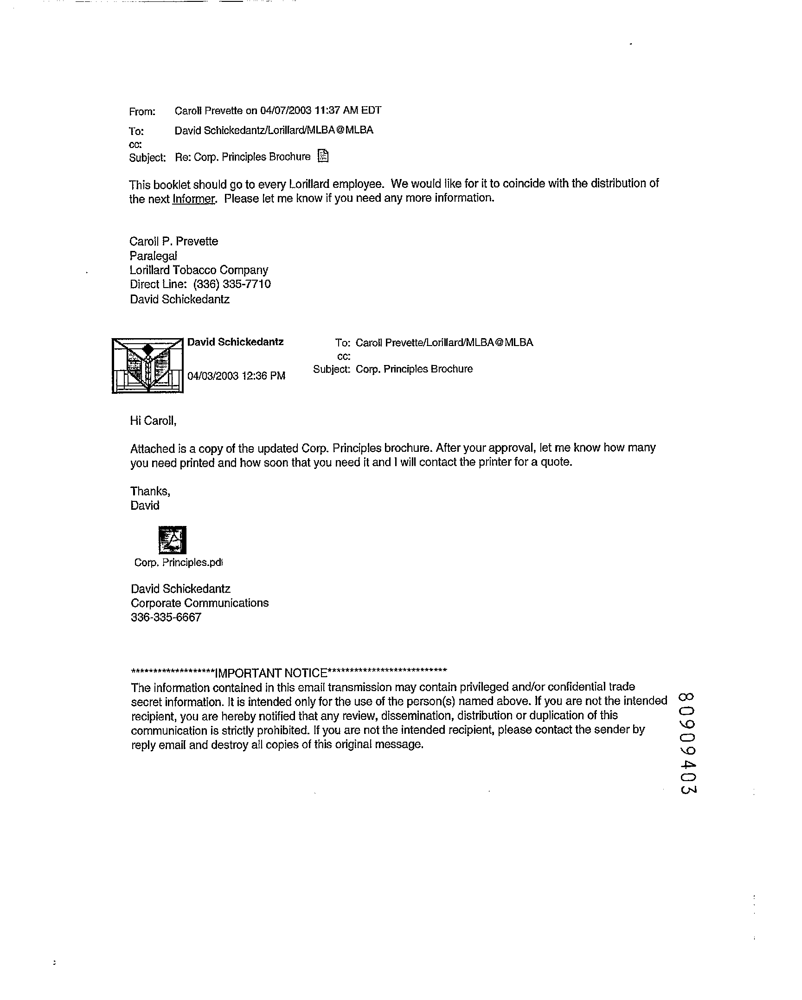 From: Caroll Prevette on 04/07/2003 11:37 AM EDT
To: David Schickedantz/Lorillard/MLBA@MLBA
cc:
Subject: Re: Corp. Principles Brochure
This booklet should go to every Lorillard employee. We would like for it to coincide with the distribution of
the next Informer. Please let me know if you need any more information.
Caroll P. Prevette
Paralegal
Lorillard Tobacco Company
Direct Line: (336) 335-7710
David Schickedantz
David Schickedantz
04/03/2003 12:36 PM
To: Caroll Prevette/Lorillard/MLBA@MLBA
cc:
Subject: Corp. Principles Brochure
Hi Caroll,
Attached is a copy of the updated Corp. Principles brochure. After your approval, let me know how many
you need printed and how soon that you need it and I will contact the printer for a quote.
Thanks,
David
Corp. Principles.pdf
David Schickedantz
Corporate Communications
336-335-6667
*******************IMPORTANT NOTICE***************************
The information contained in this email transmission may contain privileged and/or confidential trade
secret information. It is intended only for the use of the person(s) named above. If you are not the intended
recipient, you are hereby notified that any review, dissemination, distribution or duplication of this
communication is strictly prohibited. If you are not the intended recipient, please contact the sender by
reply email and destroy all copies of this original message.
80909403